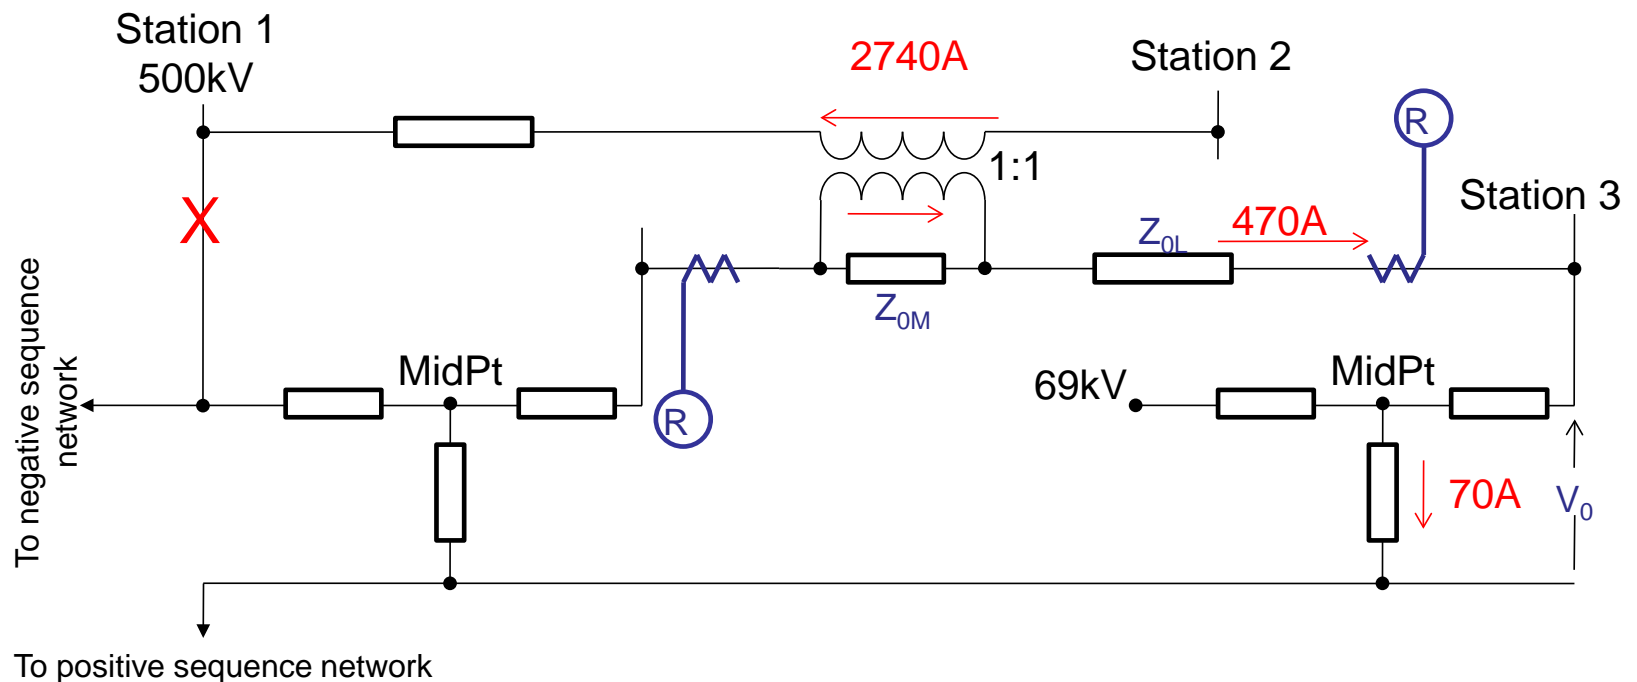 Station 1
500kV
2740A
Station 2
R
1:1
Station 3
X
Z0L
470A
Z0M
To negative sequence
network
MidPt
R
69kV
MidPt
70A
V0
To positive sequence network